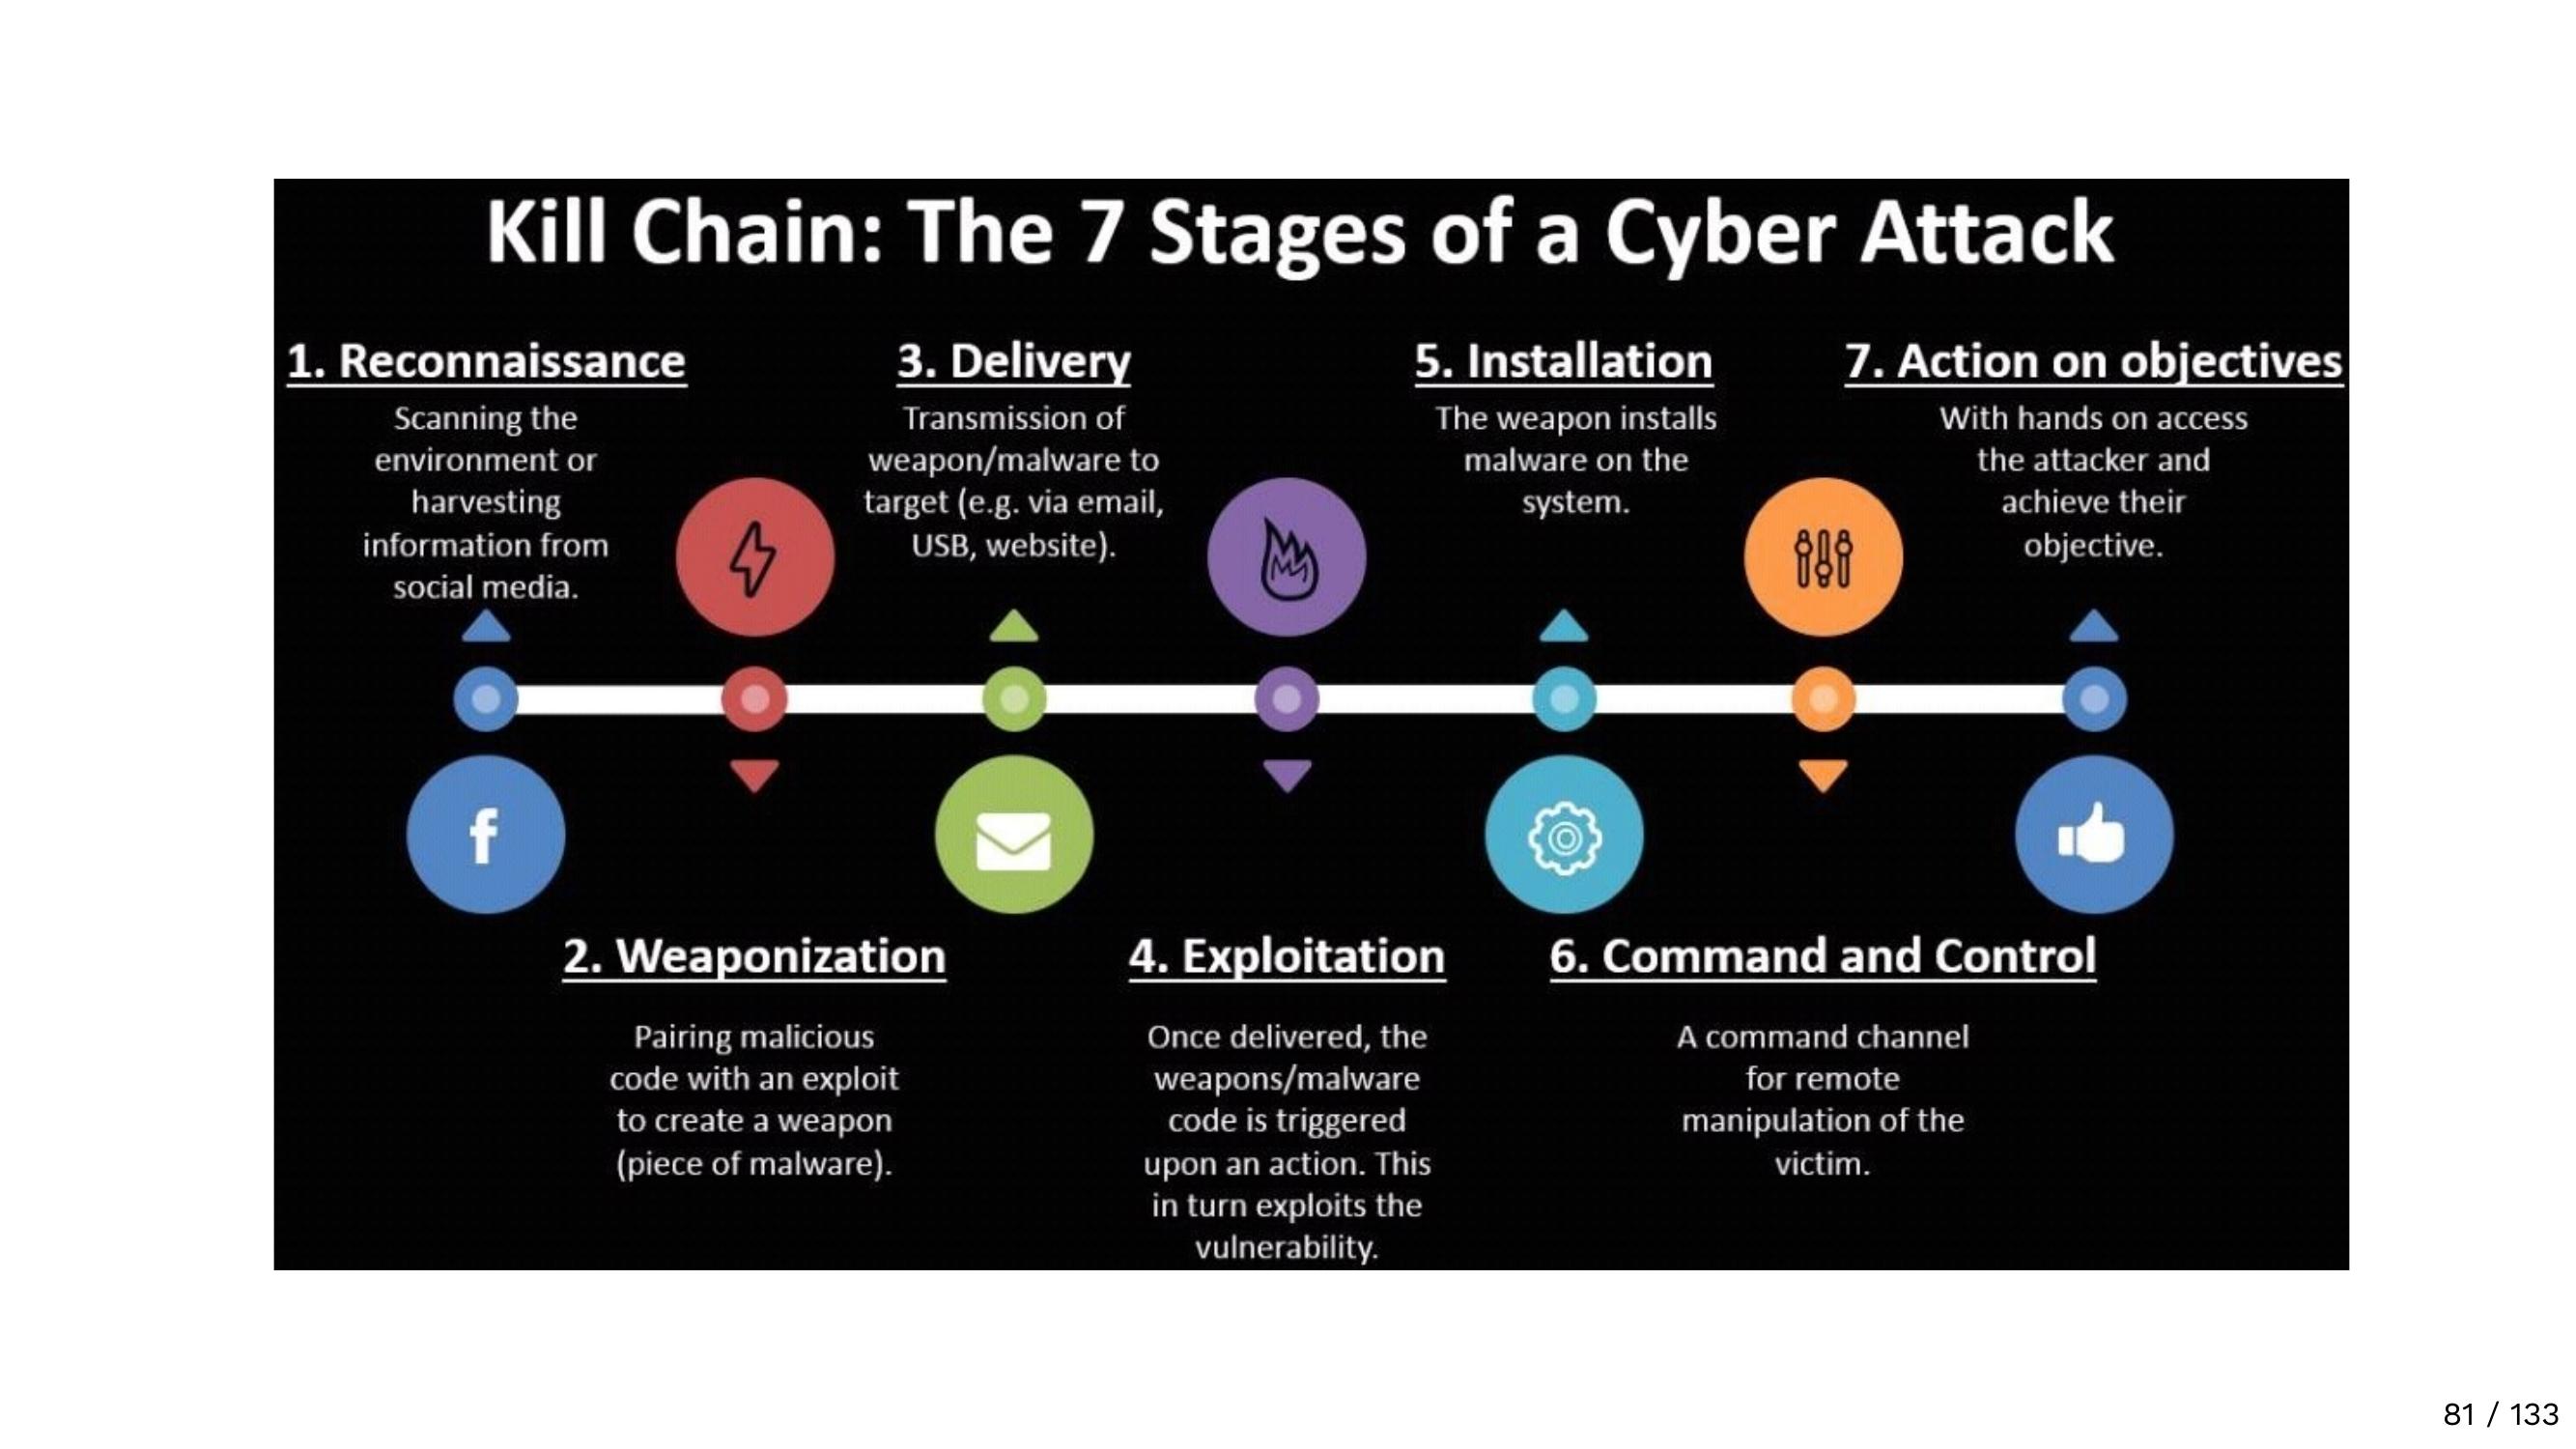 Kill Chain: The 7 Stages of a Cyber Attack
1. Reconnaissance
Scanning the
environment or
harvesting
information from
social media.
2. Weaponization
Pairing malicious
code with an exploit
to create a weapon
(piece of malware).
3. Delivery
Transmission of
weapon/malware to
target (e.g. via email,
USB, website).
4. Exploitation
Once delivered, the
weapons/malware
code is triggered
upon an action. This
in turn exploits the
vulnerability.
5. Installation
The weapon installs
malware on the
system.
6. Command and Control
A command channel
for remote
manipulation of the
victim.
7. Action on objectives
With hands on access
the attacker and
achieve their
objective.
f
81 / 133